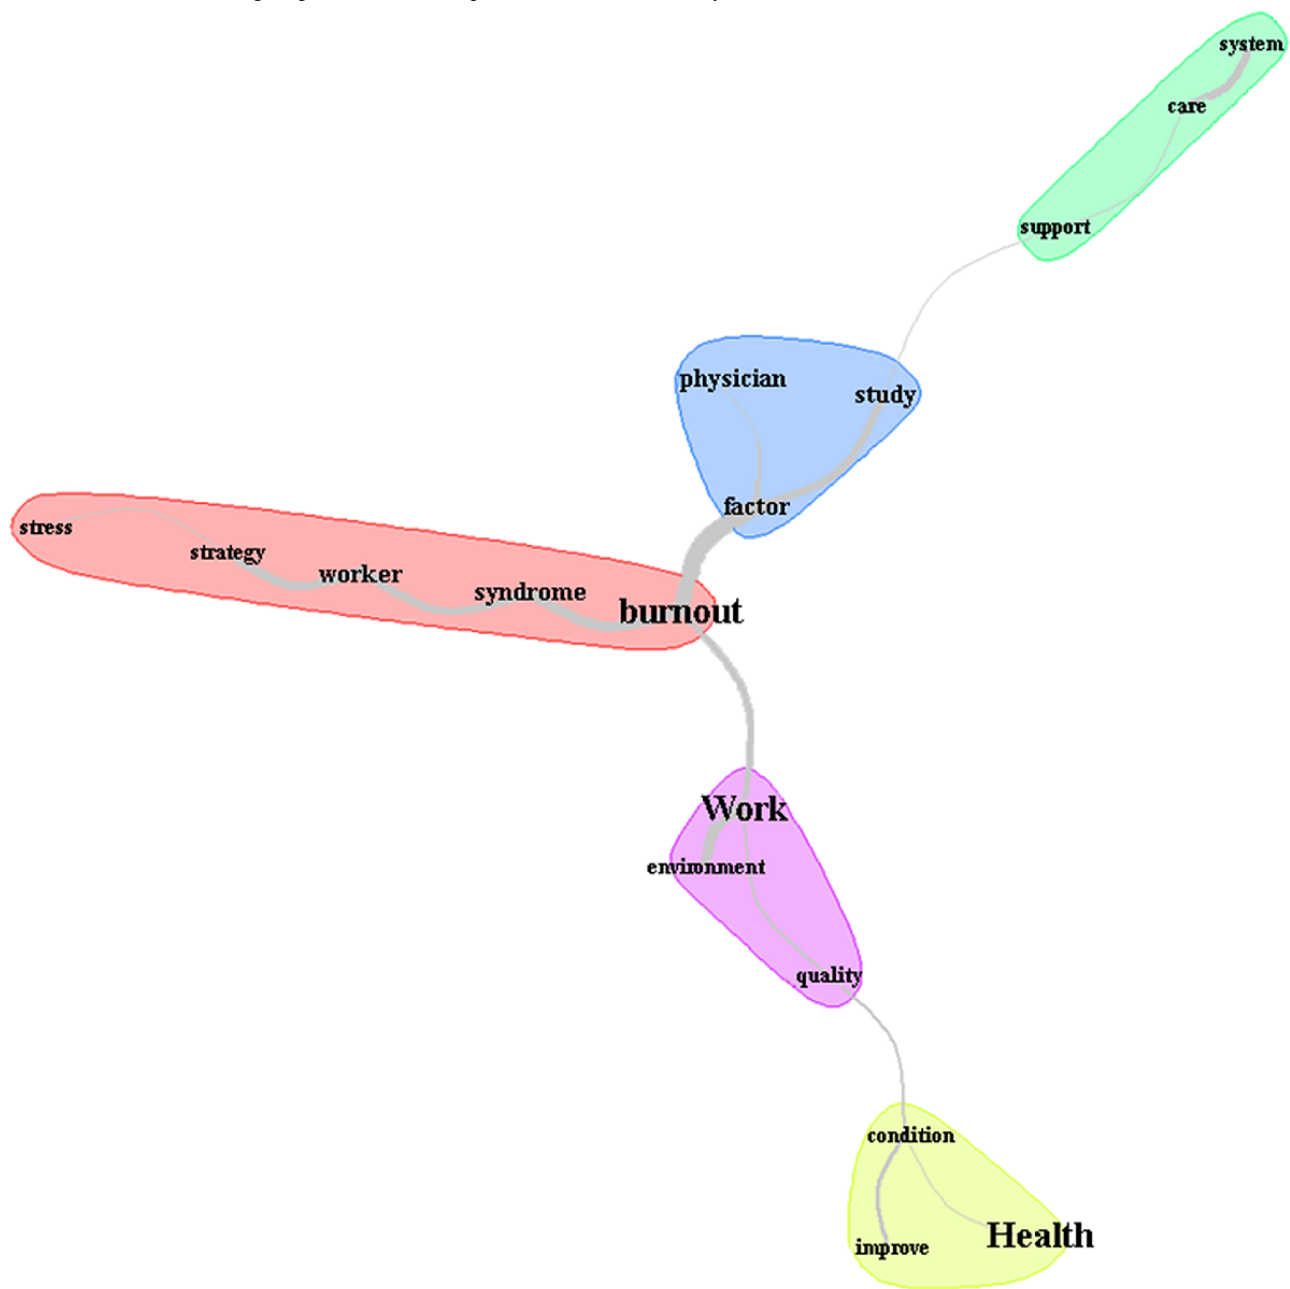 system
care
support
physician
study
factor
stress
strategy
worker
syndrome
burnout
Work
environment
quality
condition
Health
improve